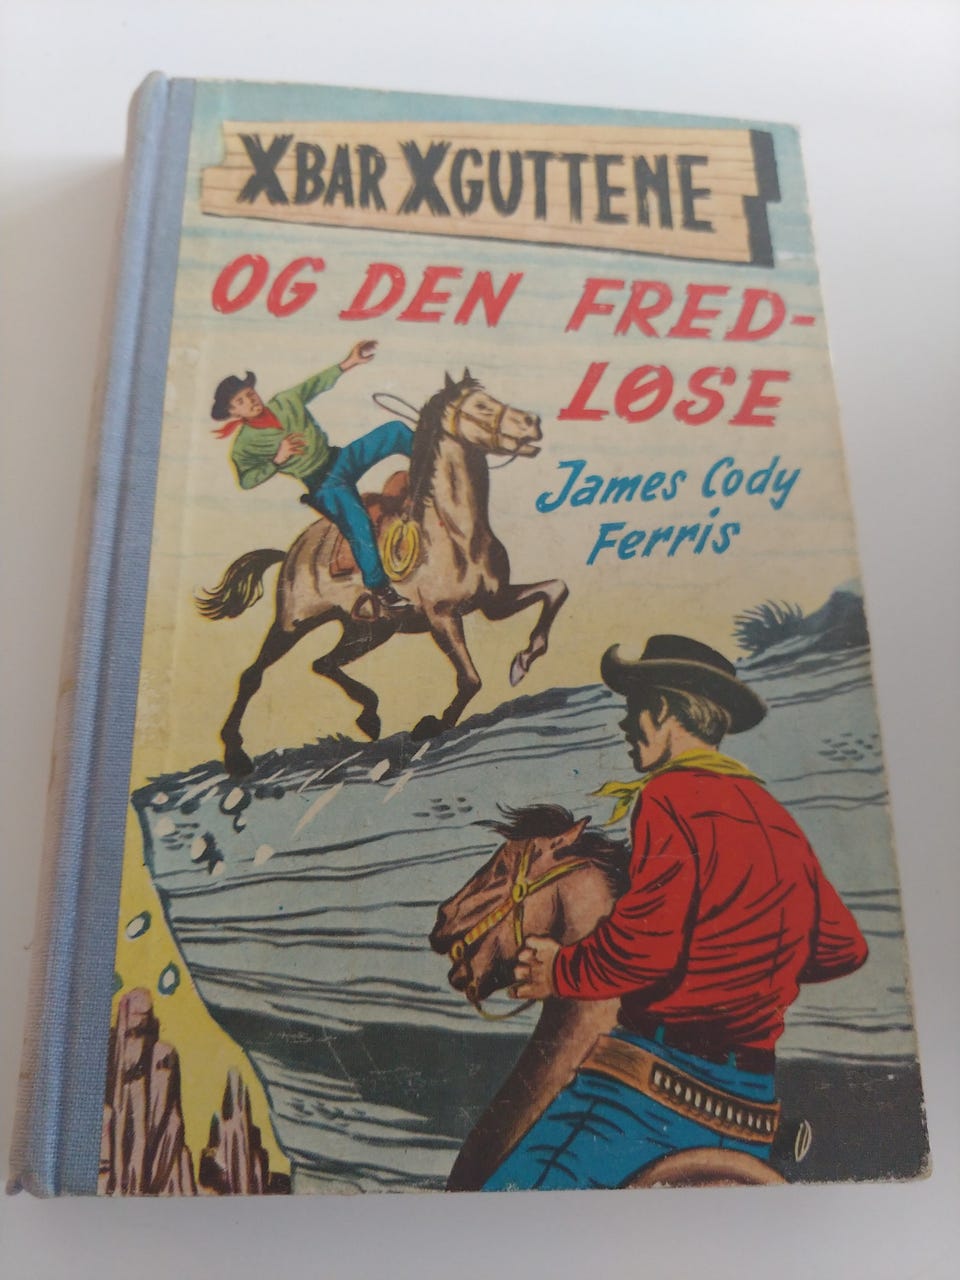 XBAR XGUTTENE
OG DEN FRED-
LØSE
James Cody
Ferris